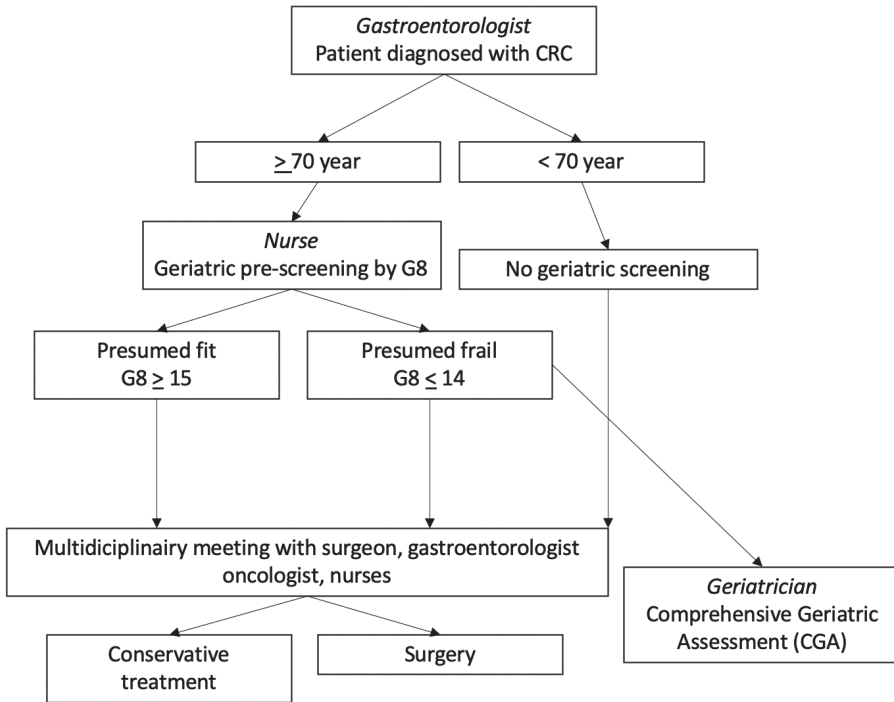 Gastroentorologist
Patient diagnosed with CRC
≥ 70 year
< 70 year
Nurse
Geriatric pre-screening by G8
No geriatric screening
Presumed fit
G8 ≥ 15
Presumed frail
G8 ≤ 14
Multidiciplinairy meeting with surgeon, gastroentorologist
oncologist, nurses
Geriatrician
Comprehensive Geriatric
Assessment (CGA)
Conservative
treatment
Surgery